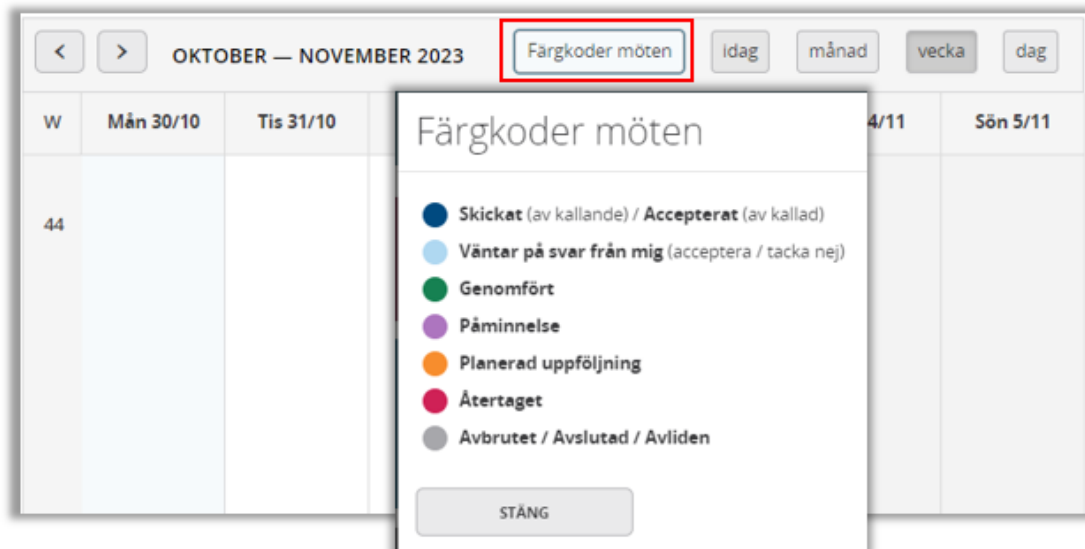 < > OKTOBER — NOVEMBER 2023 Färgkoder möten idag månad vecka dag
W Mån 30/10 Tis 31/10 4/11 Sön 5/11
44
Färgkoder möten
Skickat (av kallande) / Accepterat (av kallad)
Väntar på svar från mig (acceptera / tacka nej)
Genomfört
Påminnelse
Planerad uppföljning
Återtaget
Avbrutet / Avslutad / Avliden
STÄNG